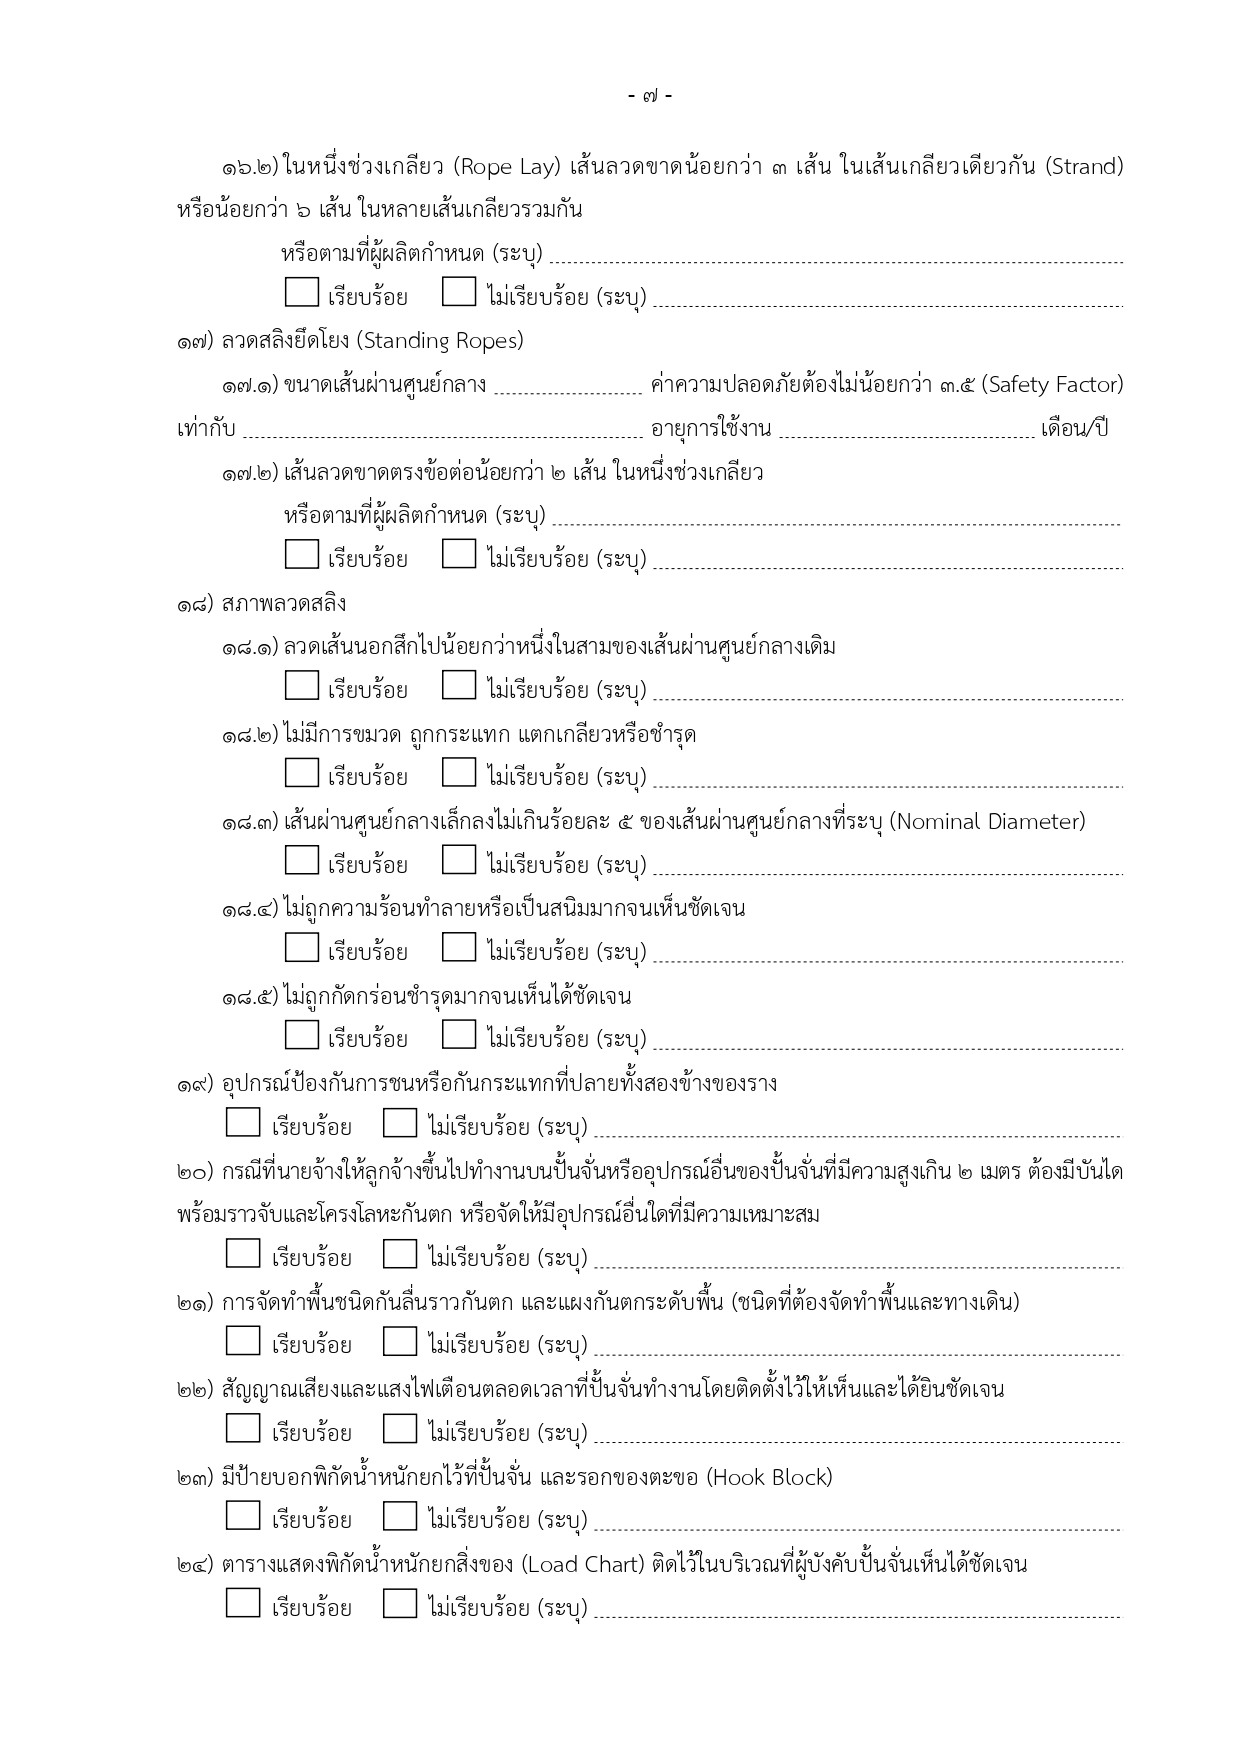 - ๗ -
๑๖.๒) ในหนึ่งช่วงเกลียว (Rope Lay) เส้นลวดขาดน้อยกว่า ๓ เส้น ในเส้นเกลียวเดียวกัน (Strand)
หรือน้อยกว่า ๖ เส้น ในหลายเส้นเกลียวรวมกัน
หรือตามที่ผู้ผลิตกำหนด (ระบุ)
เรียบร้อย ไม่เรียบร้อย (ระบุ)
๑๗) ลวดสลิงยึดโยง (Standing Ropes)
๑๗.๑) ขนาดเส้นผ่านศูนย์กลาง ค่าความปลอดภัยต้องไม่น้อยกว่า ๓.๕ (Safety Factor)
เท่ากับ อายุการใช้งาน เดือน/ปี
๑๗.๒) เส้นลวดขาดตรงข้อต่อน้อยกว่า ๒ เส้น ในหนึ่งช่วงเกลียว
หรือตามที่ผู้ผลิตกำหนด (ระบุ)
เรียบร้อย ไม่เรียบร้อย (ระบุ)
๑๘) สภาพลวดสลิง
๑๘.๑) ลวดเส้นนอกสึกไปน้อยกว่าหนึ่งในสามของเส้นผ่านศูนย์กลางเดิม
เรียบร้อย ไม่เรียบร้อย (ระบุ)
๑๘.๒) ไม่มีการขมวด ถูกกระแทก แตกเกลียวหรือชำรุด
เรียบร้อย ไม่เรียบร้อย (ระบุ)
๑๘.๓) เส้นผ่านศูนย์กลางเล็กลงไม่เกินร้อยละ ๕ ของเส้นผ่านศูนย์กลางที่ระบุ (Nominal Diameter)
เรียบร้อย ไม่เรียบร้อย (ระบุ)
๑๘.๔) ไม่ถูกความร้อนทำลายหรือเป็นสนิมมากจนเห็นชัดเจน
เรียบร้อย ไม่เรียบร้อย (ระบุ)
๑๘.๕) ไม่ถูกกัดกร่อนชำรุดมากจนเห็นได้ชัดเจน
เรียบร้อย ไม่เรียบร้อย (ระบุ)
๑๙) อุปกรณ์ป้องกันการชนหรือกันกระแทกที่ปลายทั้งสองข้างของราง
เรียบร้อย ไม่เรียบร้อย (ระบุ)
๒๐) กรณีที่นายจ้างให้ลูกจ้างขึ้นไปทำงานบนปั้นจั่นหรืออุปกรณ์อื่นของปั้นจั่นที่มีความสูงเกิน ๒ เมตร ต้องมีบันได
พร้อมราวจับและโครงโลหะกันตก หรือจัดให้มีอุปกรณ์อื่นใดที่มีความเหมาะสม
เรียบร้อย ไม่เรียบร้อย (ระบุ)
๒๑) การจัดทำพื้นชนิดกันลื่นราวกันตก และแผงกันตกระดับพื้น (ชนิดที่ต้องจัดทำพื้นและทางเดิน)
เรียบร้อย ไม่เรียบร้อย (ระบุ)
๒๒) สัญญาณเสียงและแสงไฟเตือนตลอดเวลาที่ปั้นจั่นทำงานโดยติดตั้งไว้ให้เห็นและได้ยินชัดเจน
เรียบร้อย ไม่เรียบร้อย (ระบุ)
๒๓) มีป้ายบอกพิกัดน้ำหนักยกไว้ที่ปั้นจั่น และรอกของตะขอ (Hook Block)
เรียบร้อย ไม่เรียบร้อย (ระบุ)
๒๔) ตารางแสดงพิกัดน้ำหนักยกสิ่งของ (Load Chart) ติดไว้ในบริเวณที่ผู้บังคับปั้นจั่นเห็นได้ชัดเจน
เรียบร้อย ไม่เรียบร้อย (ระบุ)